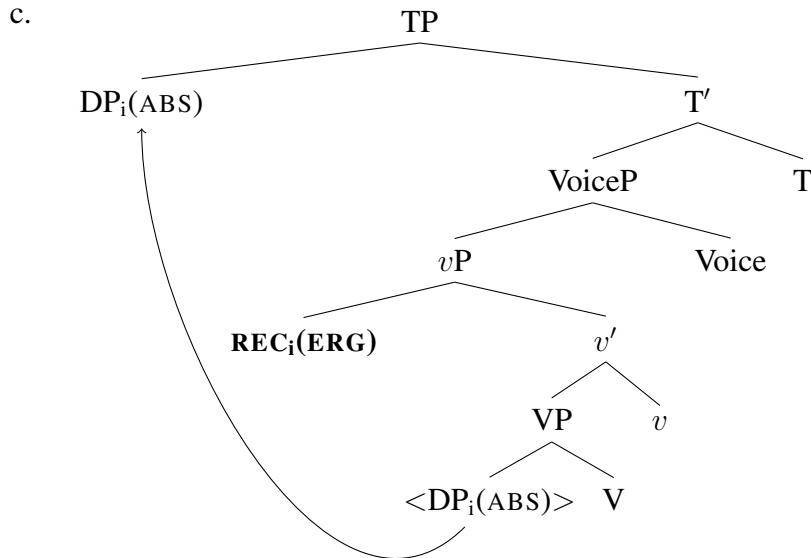 c.
TP
DPi(ABS) T′
VoiceP T
vP Voice
RECi(ERG) v′
VP v
<DPi(ABS)> V